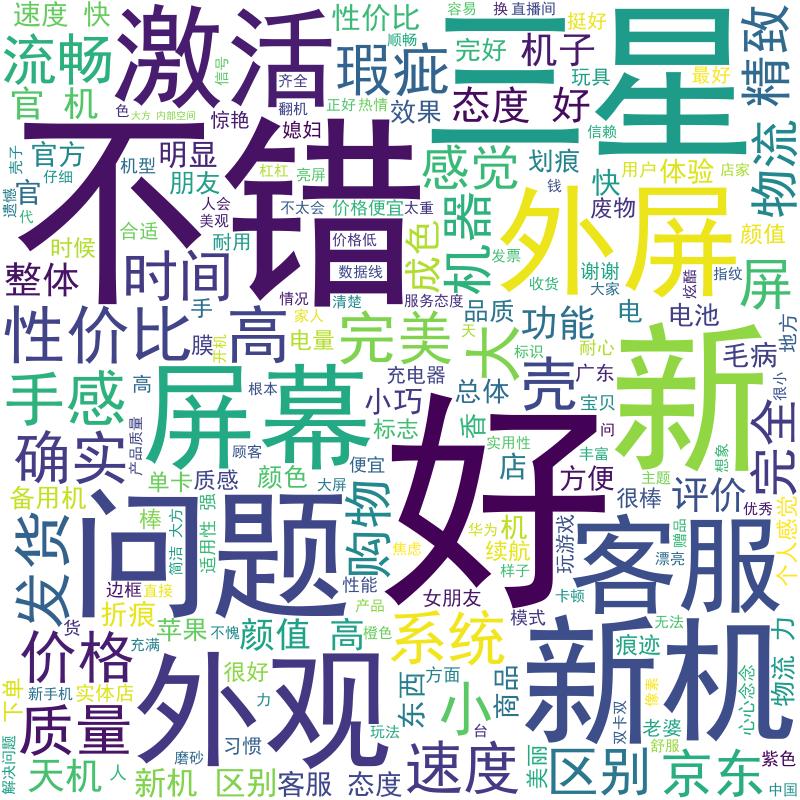 速度 快
激活
性价比
顺畅
容易
换
直播间
挺好
三星
精致
流畅
信号
齐全
瑕疵
完好
机子
玩具
最好
官 机
色
大方
内部空间
正好
热情
效果
态度 好
信赖
壳子
不错
惊艳
翻机
媳妇
官方
机型
明显
杠杠
亮屏
感觉
划痕
用户
体验
店家
物流
遗憾
仔细
官
朋友
人会
美观
不太会
价格便宜
太重
快
钱
废物
外屏
颜值
代
时候
合适
耐用
价格低
成色
机器
发票
谢谢
指纹
整体
时间
数据线
收货
大家
炫酷
屏
手
情况
清楚
服务态度
品质
电
电池
地方
性价比
膜
高
家人
电量
完美
天
大
标识
功能
耐心
毛病
新
开机
很小
手感
高
屏幕
根本
充电器
总体
壳
广东
小巧
宝贝
完全
确实
产品质量
顾客
标志
香
实用性
问
单卡
质感
颜色
便宜
好
店
方便
丰富
主题
想象
备用机
大屏
很棒
评价
优秀
发货
棒
问题
强
适用性
简洁
大方
购物
华为
机
玩游戏
客服
赠品
漂亮
个人感觉
焦虑
续航
样子
边框
直接
性能
女朋友
模式
卡顿
折痕
货
产品
苹果
不愧
颜值 高
橙色
系统
新机
痕迹
无法
力
价格
充满
外观
很好
方面
东西
小
商品
像素
物流
心心念念
下单
新手机
实体店
力
双卡双
老婆
质量
习惯
玩法
台
美丽
舒服
解决问题
磨砂
天机
人
新机 区别
客服 态度
速度
区别
京东
紫色
中国